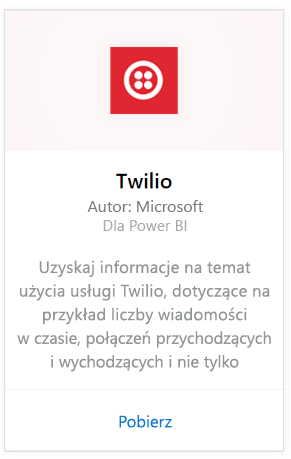 Twilio
Autor: Microsoft
Dla Power BI
Uzyskaj informacje na temat
użycia usługi Twilio, dotyczące na
przykład liczby wiadomości
w czasie, połączeń przychodzących
i wychodzących i nie tylko
Pobierz